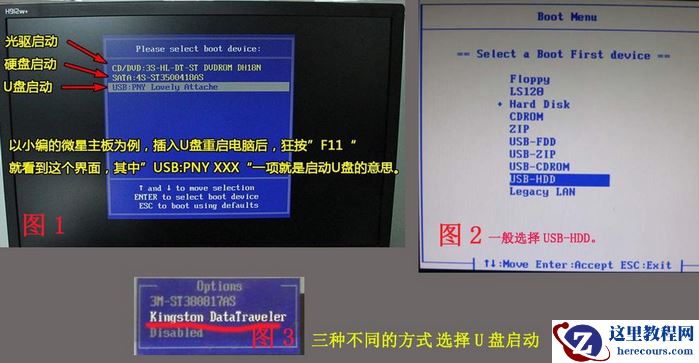 H912w+
光驱启动
硬盘启动
U盘启动
Please select boot device:
CD/DVD:3S-HL-DT-ST DVDROM DH18N
SATA:4S-ST3500418AS
USB:PNY Lovely Attache
以小编的微星主板为例，插入U盘重启电脑后，狂按”F11“
就看到这个界面，其中”USB:PNY XXX“一项就是启动U盘的意思。
↑ and ↓ to move selection
ENTER to select boot device
ESC to boot using defaults
图1
Boot Menu
== Select a Boot First device ==
Floppy
LS120
+ Hard Disk
CDROM
ZIP
USB-FDD
USB-ZIP
USB-CDROM
USB-HDD
Legacy LAN
图2 一般选择USB-HDD。
↑↓:Move Enter:Accept ESC:Exit
Options
3M-ST380817AS
Kingston DataTraveler
Disabled
图3
三种不同的方式选择U盘启动
这里教程网
herecours.com